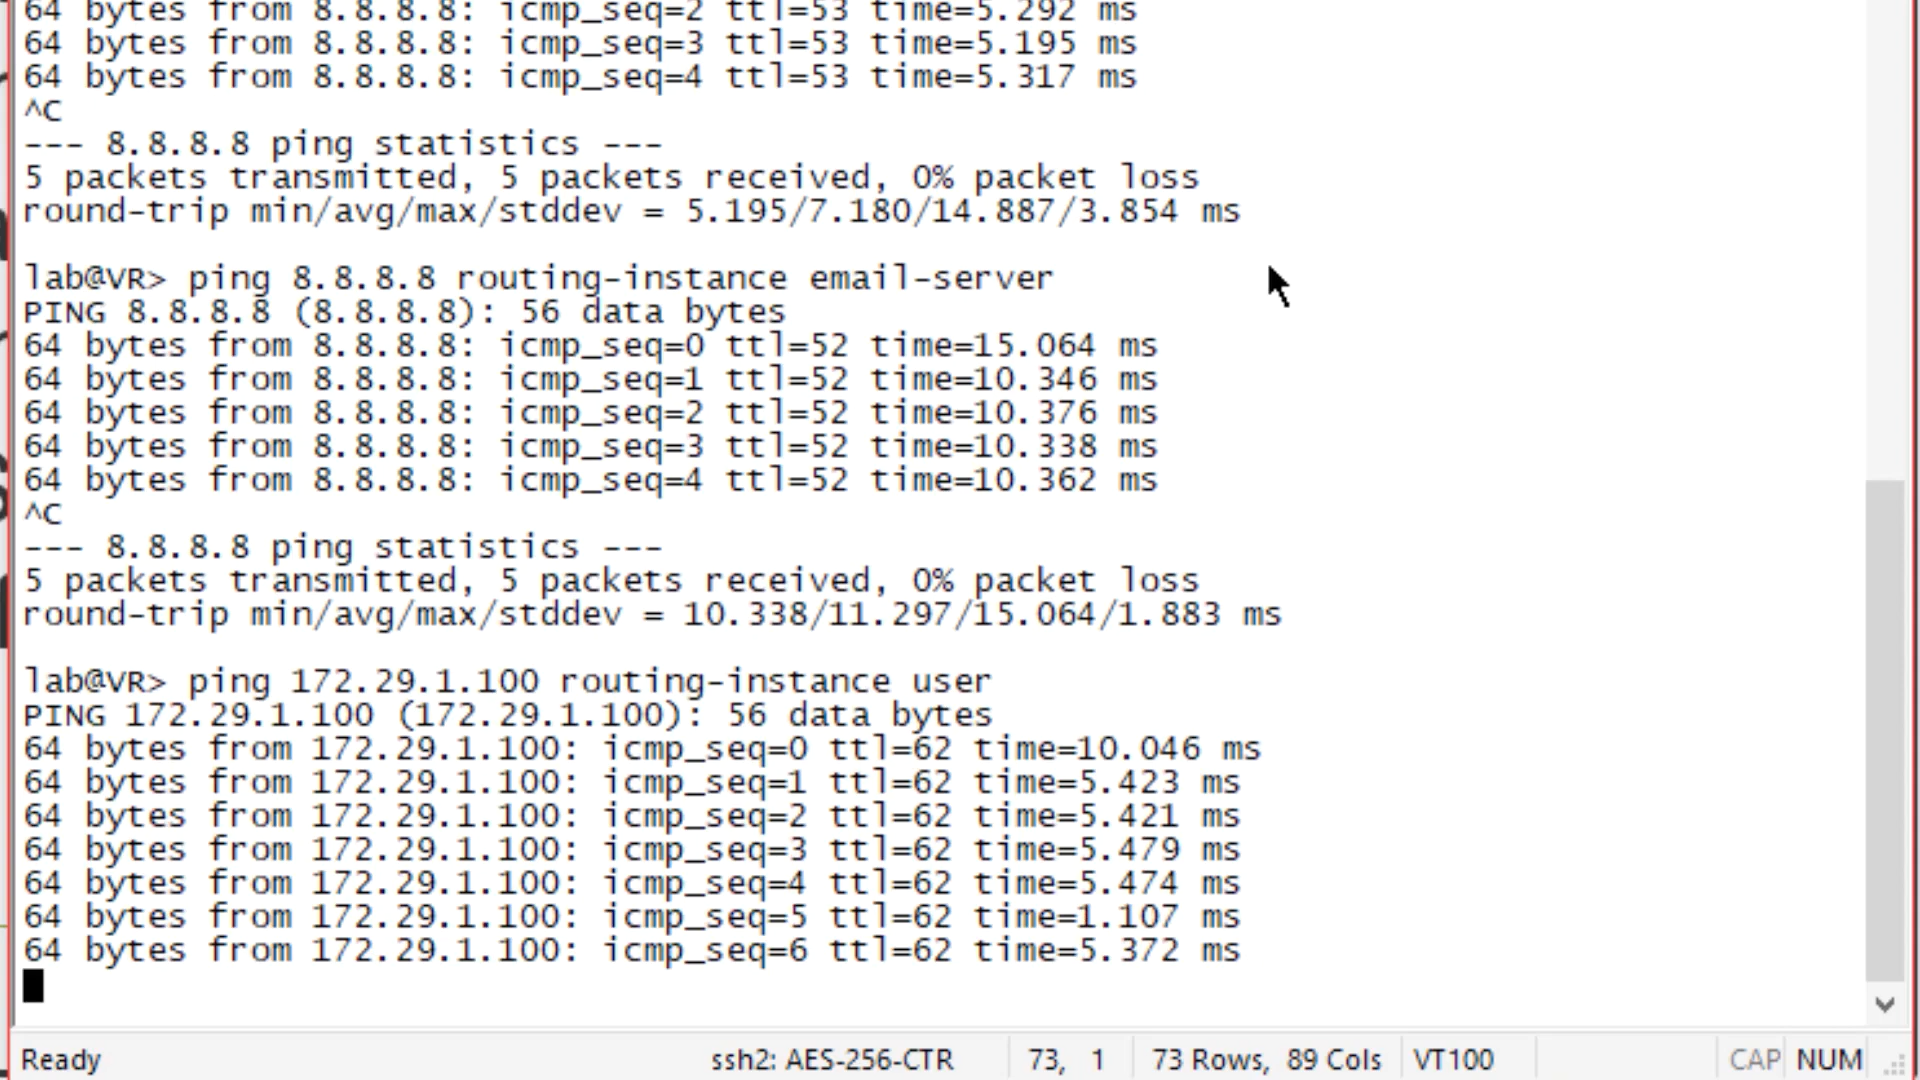 64 bytes from 8.8.8.8: icmp_seq=2 ttl=53 time=5.292 ms
64 bytes from 8.8.8.8: icmp_seq=3 ttl=53 time=5.195 ms
64 bytes from 8.8.8.8: icmp_seq=4 ttl=53 time=5.317 ms
^C
--- 8.8.8.8 ping statistics ---
5 packets transmitted, 5 packets received, 0% packet loss
round-trip min/avg/max/stddev = 5.195/7.180/14.887/3.854 ms
lab@VR> ping 8.8.8.8 routing-instance email-server
PING 8.8.8.8 (8.8.8.8): 56 data bytes
64 bytes from 8.8.8.8: icmp_seq=0 ttl=52 time=15.064 ms
64 bytes from 8.8.8.8: icmp_seq=1 ttl=52 time=10.346 ms
64 bytes from 8.8.8.8: icmp_seq=2 ttl=52 time=10.376 ms
64 bytes from 8.8.8.8: icmp_seq=3 ttl=52 time=10.338 ms
64 bytes from 8.8.8.8: icmp_seq=4 ttl=52 time=10.362 ms
^C
--- 8.8.8.8 ping statistics ---
5 packets transmitted, 5 packets received, 0% packet loss
round-trip min/avg/max/stddev = 10.338/11.297/15.064/1.883 ms
lab@VR> ping 172.29.1.100 routing-instance user
PING 172.29.1.100 (172.29.1.100): 56 data bytes
64 bytes from 172.29.1.100: icmp_seq=0 ttl=62 time=10.046 ms
64 bytes from 172.29.1.100: icmp_seq=1 ttl=62 time=5.423 ms
64 bytes from 172.29.1.100: icmp_seq=2 ttl=62 time=5.421 ms
64 bytes from 172.29.1.100: icmp_seq=3 ttl=62 time=5.479 ms
64 bytes from 172.29.1.100: icmp_seq=4 ttl=62 time=5.474 ms
64 bytes from 172.29.1.100: icmp_seq=5 ttl=62 time=1.107 ms
64 bytes from 172.29.1.100: icmp_seq=6 ttl=62 time=5.372 ms
Ready ssh2: AES-256-CTR 73, 1 73 Rows, 89 Cols VT100 CAP NUM